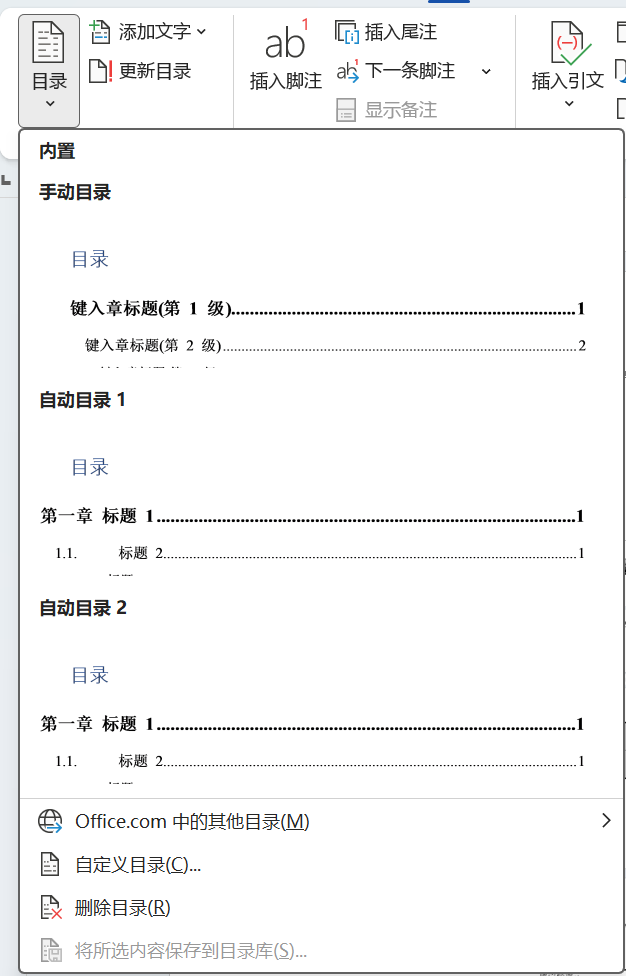 目录
添加文字
更新目录
ab1
插入脚注
插入尾注
ab1 下一条脚注
显示备注
(-)
插入引文
内置
手动目录
目录
键入章标题(第 1 级)...1
键入章标题(第 2 级)...2
自动目录 1
目录
第一章 标题 1...1
1.1. 标题 2...1
自动目录 2
目录
第一章 标题 1...1
1.1. 标题 2...1
Office.com 中的其他目录(M)
自定义目录(C)...
删除目录(R)
将所选内容保存到目录库(S)...